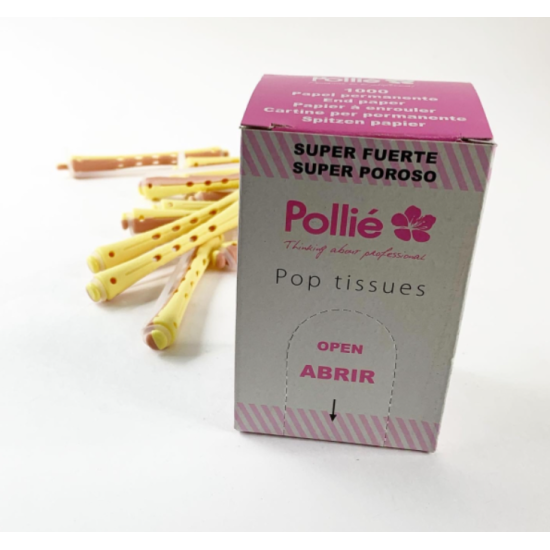 Pollié
1000
Papel permanente
End paper
Papier à enrouler
Cartine per permanente
Spitzen papier
SUPER FUERTE
SUPER POROSO
Pollié
Thinking about professional
Pop tissues
OPEN
ABRIR